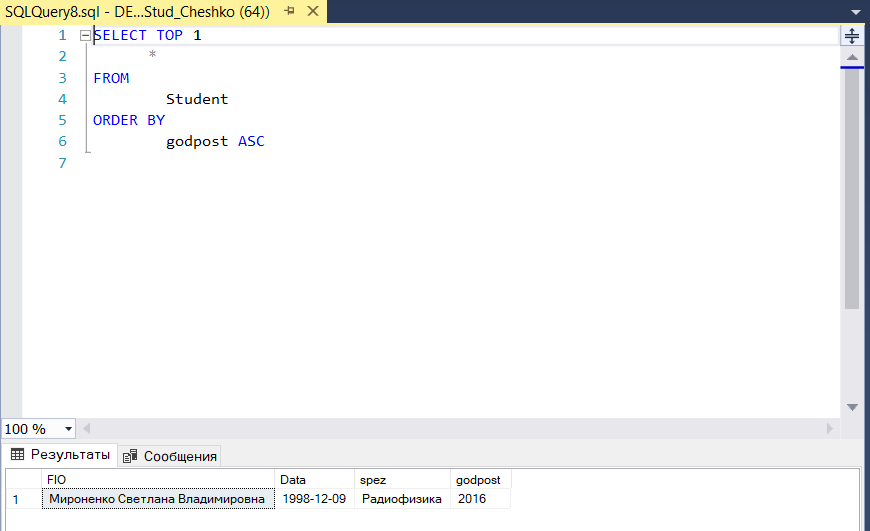 SQLQuery8.sql - DE...Stud_Cheshko (64))
1 SELECT TOP 1
2 *
3 FROM
4 Student
5 ORDER BY
6 godpost ASC
7
100 %
Результаты Сообщения
FIO Data spez godpost
1 Мироненко Светлана Владимировна 1998-12-09 Радиофизика 2016